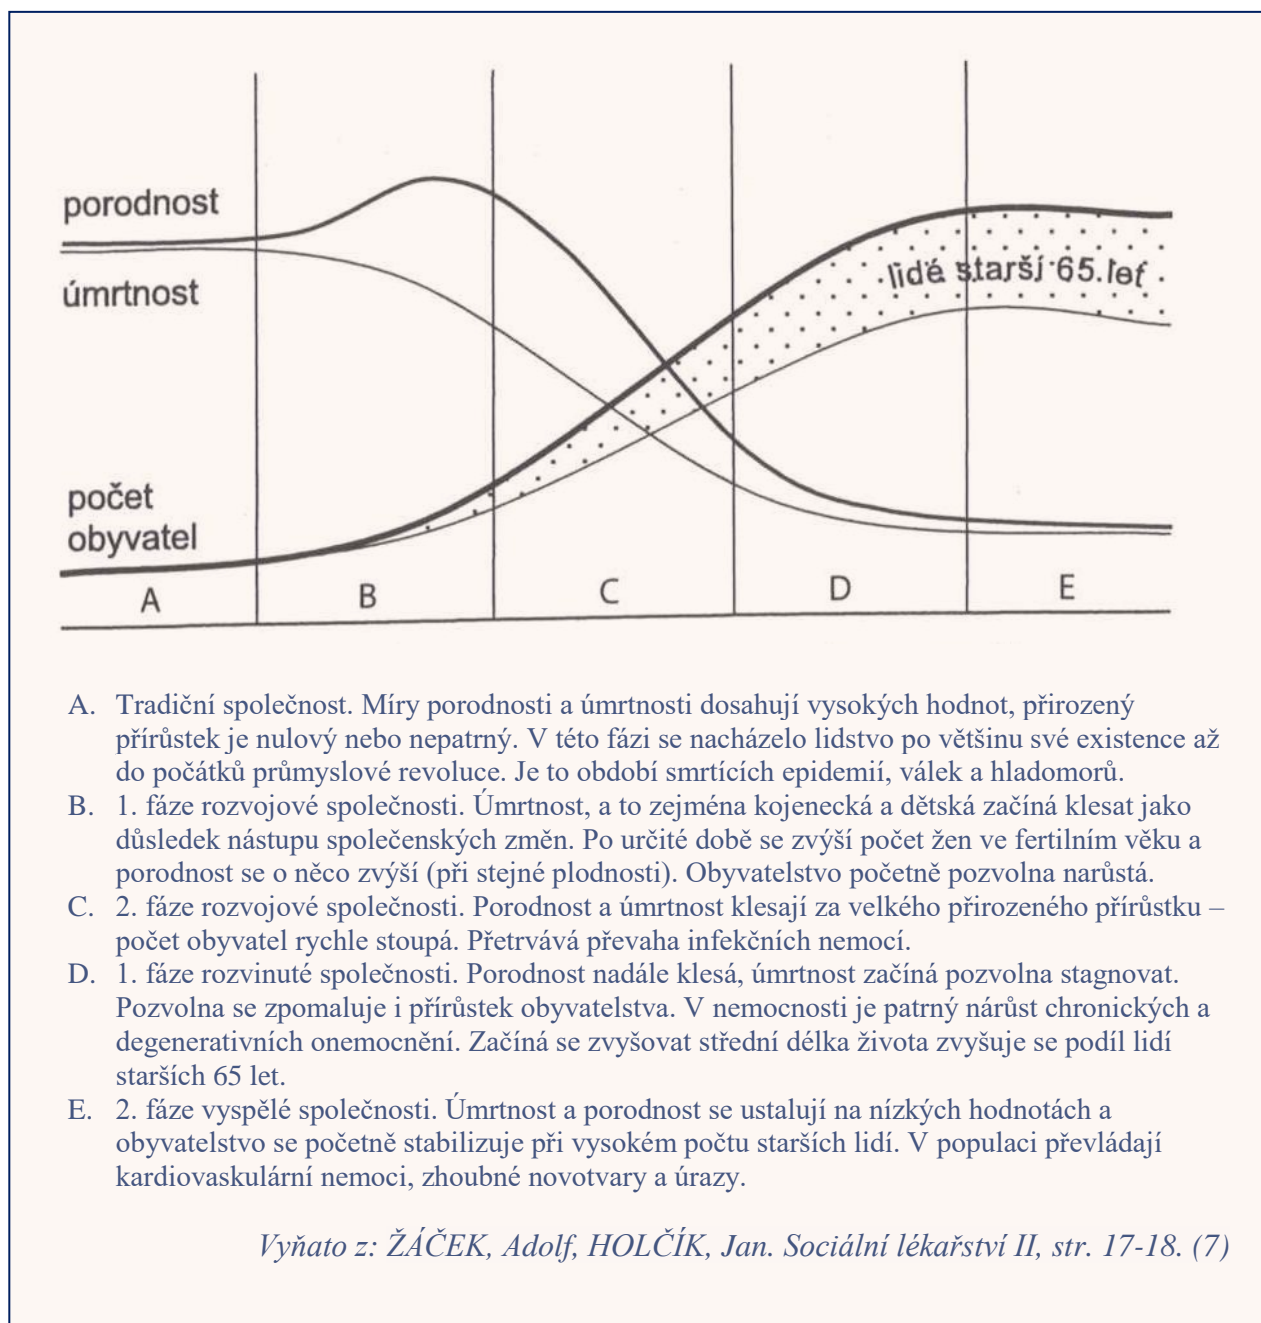 porodnost
úmrtnost
lidé starší 65 let
počet
obyvatel
A
B
C
D
E
A. Tradiční společnost. Míry porodnosti a úmrtnosti dosahují vysokých hodnot, přirozený
přírůstek je nulový nebo nepatrný. V této fázi se nacházelo lidstvo po většinu své existence až
do počátků průmyslové revoluce. Je to období smrtících epidemií, válek a hladomorů.
B. 1. fáze rozvojové společnosti. Úmrtnost, a to zejména kojenecká a dětská začíná klesat jako
důsledek nástupu společenských změn. Po určité době se zvýší počet žen ve fertilním věku a
porodnost se o něco zvýší (při stejné plodnosti). Obyvatelstvo početně pozvolna narůstá.
C. 2. fáze rozvojové společnosti. Porodnost a úmrtnost klesají za velkého přirozeného přírůstku –
počet obyvatel rychle stoupá. Přetrvává převaha infekčních nemocí.
D. 1. fáze rozvinuté společnosti. Porodnost nadále klesá, úmrtnost začíná pozvolna stagnovat.
Pozvolna se zpomaluje i přírůstek obyvatelstva. V nemocnosti je patrný nárůst chronických a
degenerativních onemocnění. Začíná se zvyšovat střední délka života zvyšuje se podíl lidí
starších 65 let.
E. 2. fáze vyspělé společnosti. Úmrtnost a porodnost se ustalují na nízkých hodnotách a
obyvatelstvo se početně stabilizuje při vysokém počtu starších lidí. V populaci převládají
kardiovaskulární nemoci, zhoubné novotvary a úrazy.
Vyňato z: ŽÁČEK, Adolf, HOLČÍK, Jan. Sociální lékařství II, str. 17-18. (7)